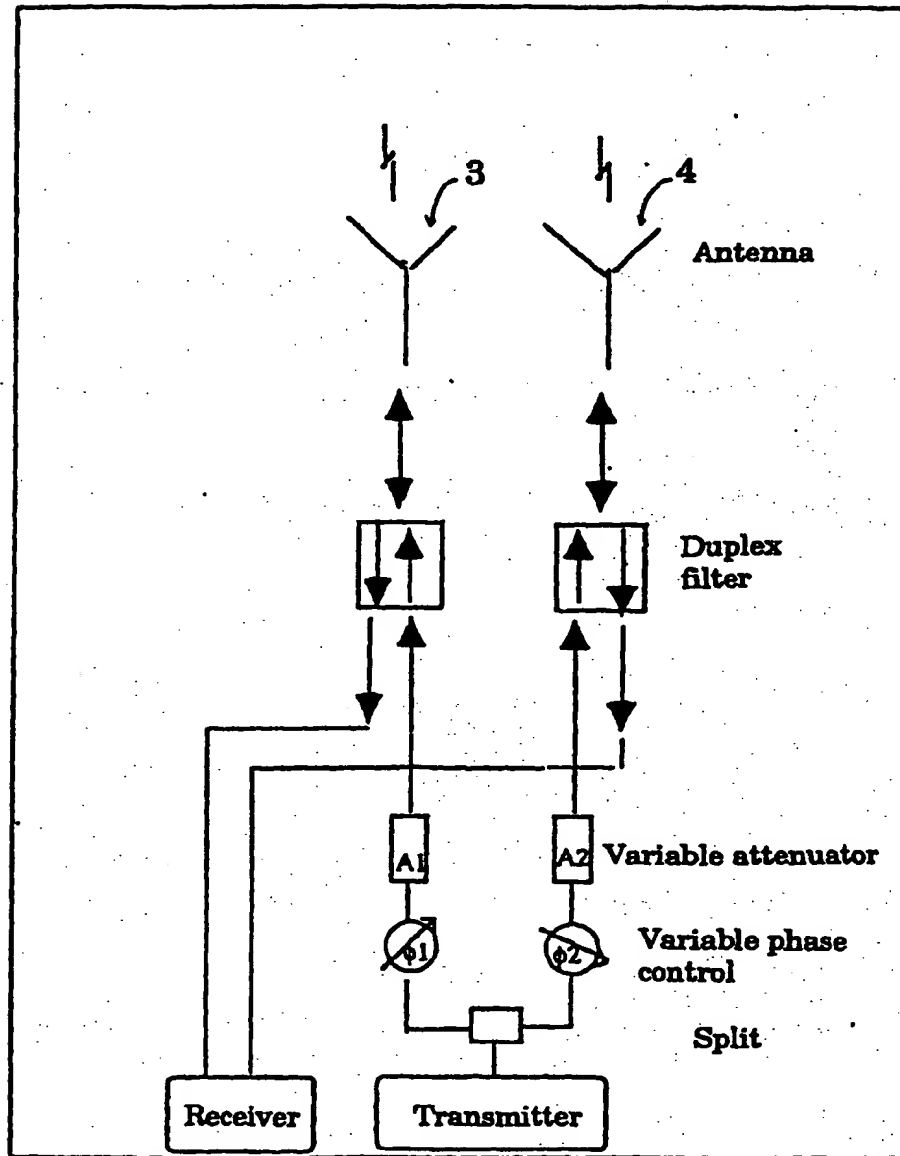 3
4
Antenna
Duplex
filter
A1
A2
Variable attenuator
ϕ1
ϕ2
Variable phase
control
Split
Receiver
Transmitter